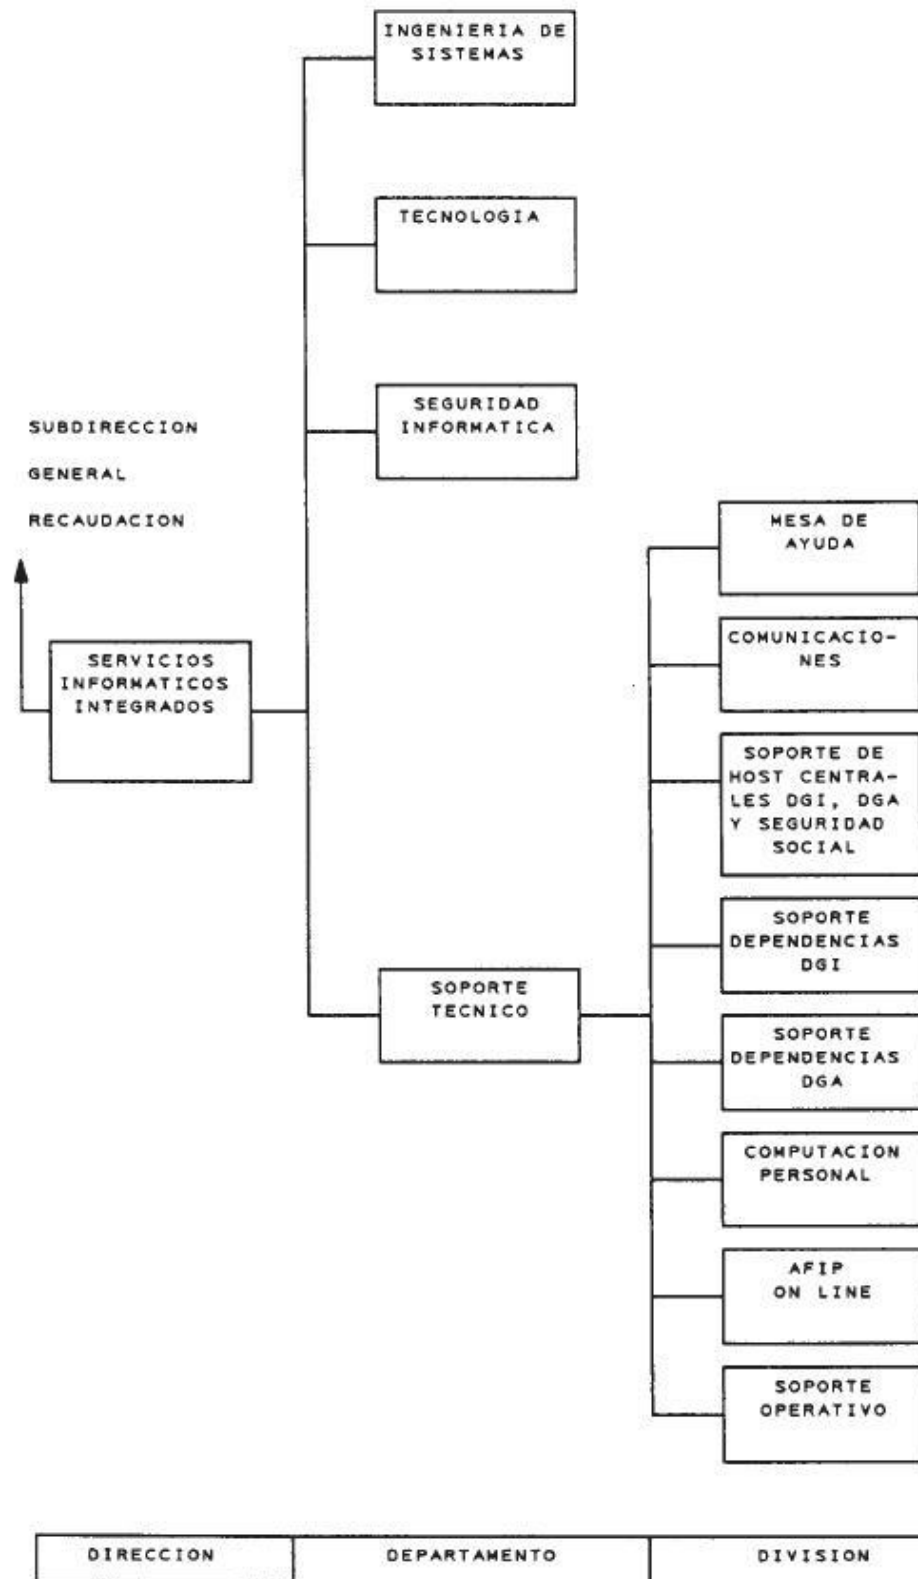 INGENIERIA DE
SISTEMAS
TECNOLOGIA
SEGURIDAD
INFORMATICA
SUBDIRECCION
GENERAL
RECAUDACION
SERVICIOS
INFORMATICOS
INTEGRADOS
SOPORTE
TECNICO
MESA DE
AYUDA
COMUNICACIO-
NES
SOPORTE DE
HOST CENTRA-
LES DGI, DGA
Y SEGURIDAD
SOCIAL
SOPORTE
DEPENDENCIAS
DGI
SOPORTE
DEPENDENCIAS
DGA
COMPUTACION
PERSONAL
AFIP
ON LINE
SOPORTE
OPERATIVO
DIRECCION
DEPARTAMENTO
DIVISION